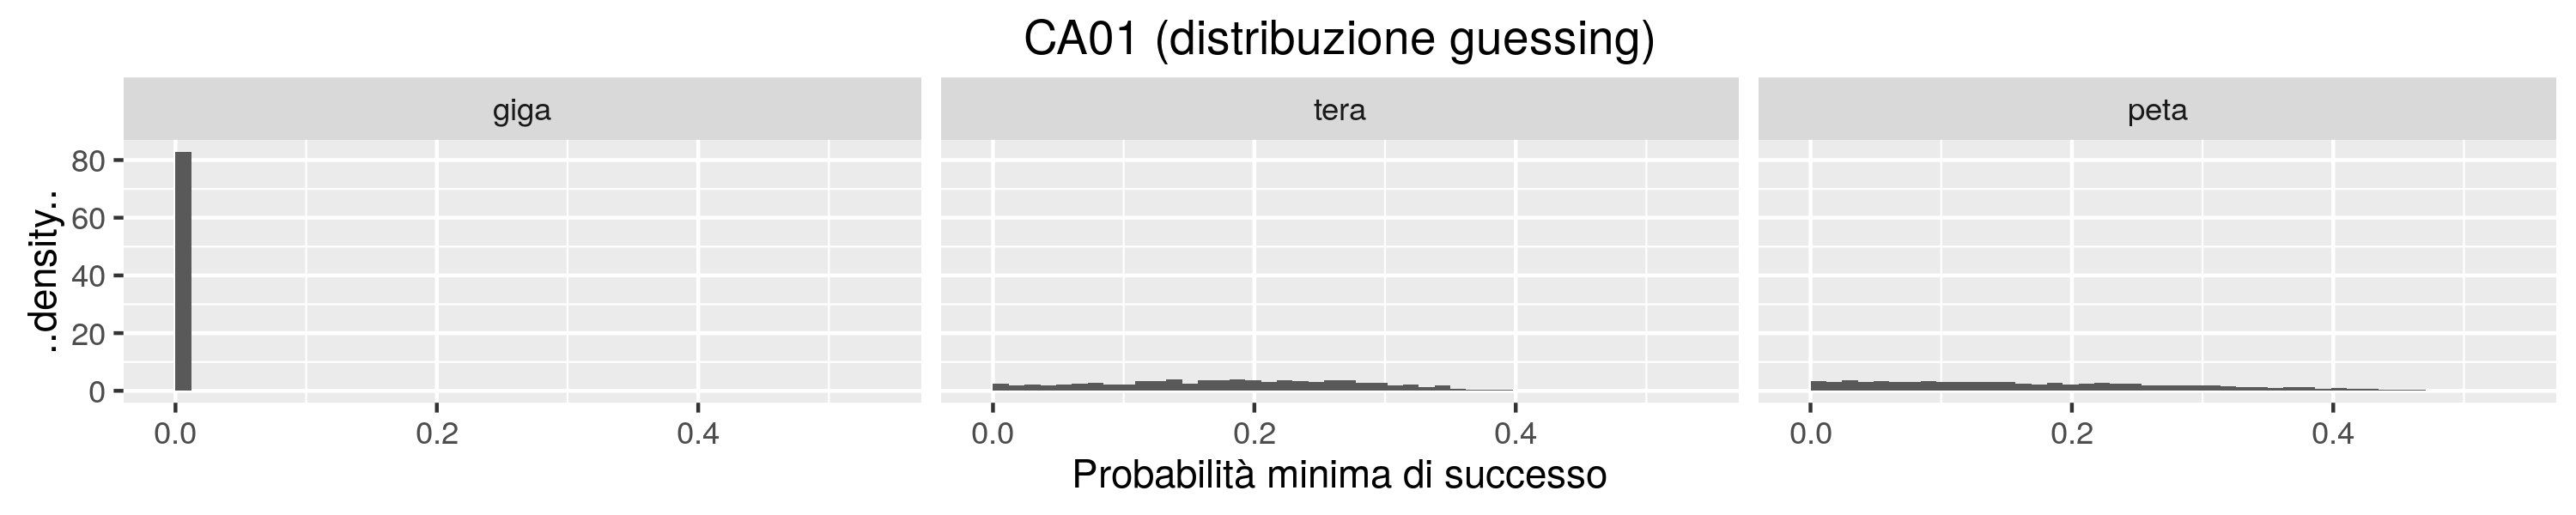 CA01 (distribuzione guessing)
giga
tera
peta
..density..
80
60
40
20
0
0.0 0.2 0.4
0.0 0.2 0.4
0.0 0.2 0.4
Probabilità minima di successo